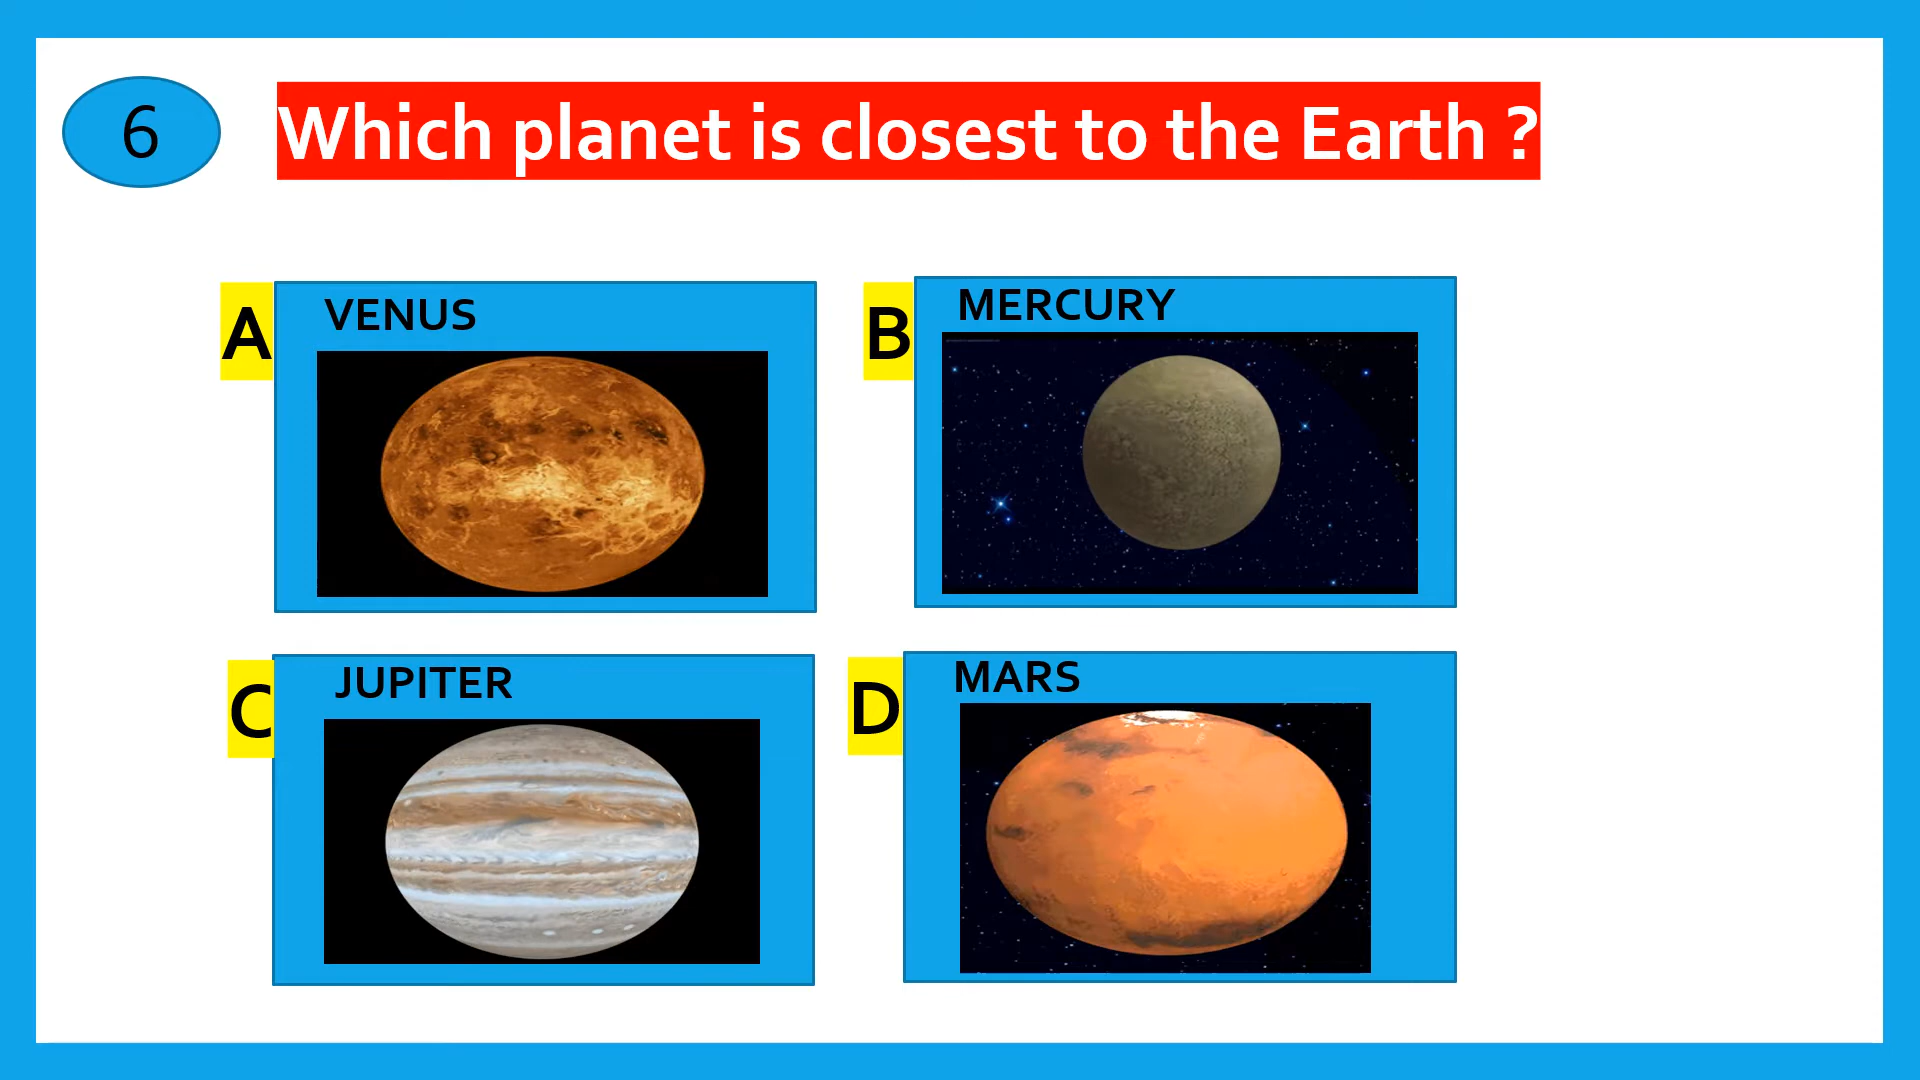 6
Which planet is closest to the Earth ?
A
VENUS
B
MERCURY
C
JUPITER
D
MARS